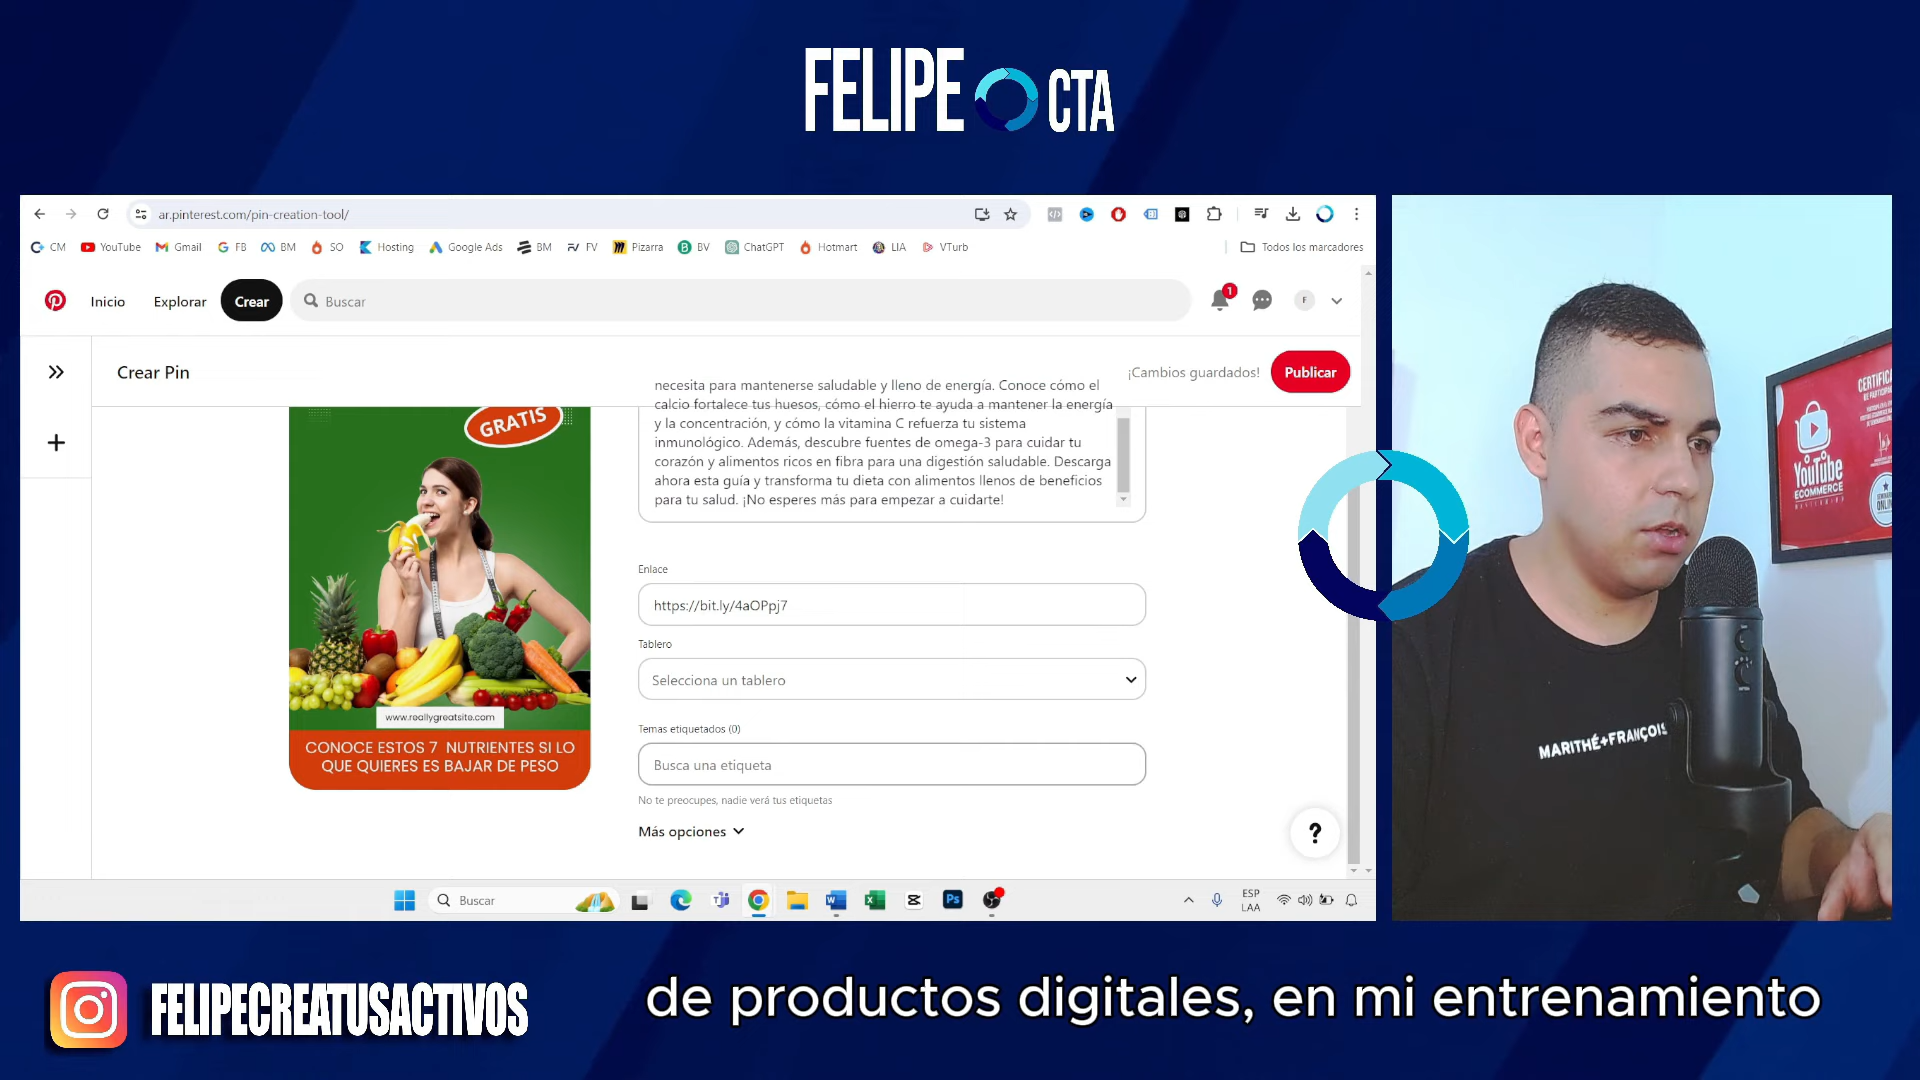 FELIPE CTA
ar.pinterest.com/pin-creation-tool/
CM YouTube Gmail FB BM SO Hosting Google Ads BM FV Pizarra BV ChatGPT Hotmart LIA VTurb Todos los marcadores
Inicio Explorar Crear Buscar 1 F
Crear Pin ¡Cambios guardados! Publicar
necesita para mantenerse saludable y lleno de energía. Conoce cómo el
calcio fortalece tus huesos, cómo el hierro te ayuda a mantener la energía
y la concentración, y cómo la vitamina C refuerza tu sistema
inmunológico. Además, descubre fuentes de omega-3 para cuidar tu
corazón y alimentos ricos en fibra para una digestión saludable. Descarga
ahora esta guía y transforma tu dieta con alimentos llenos de beneficios
para tu salud. ¡No esperes más para empezar a cuidarte!
GRATIS
www.reallygreatsite.com
CONOCE ESTOS 7 NUTRIENTES SI LO
QUE QUIERES ES BAJAR DE PESO
Enlace
https://bit.ly/4aOPpj7
Tablero
Selecciona un tablero
Temas etiquetados (0)
Busca una etiqueta
No te preocupes, nadie verá tus etiquetas
Más opciones
?
Buscar
Ps
ESP
LAA
YouTube
ECOMMERCE
MARITHÉ+FRANÇOIS
FELIPECREATUSACTIVOS
de productos digitales, en mi entrenamiento